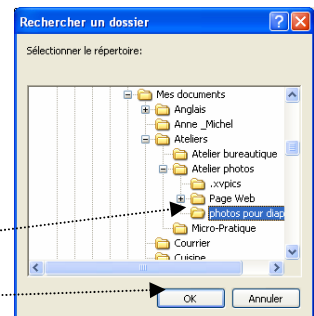 Rechercher un dossier
Sélectionner le répertoire:
Mes documents
Anglais
Anne _Michel
Ateliers
Atelier bureautique
Atelier photos
.xvpics
Page Web
photos pour diap
Micro-Pratique
Courrier
Cuisine
OK Annuler